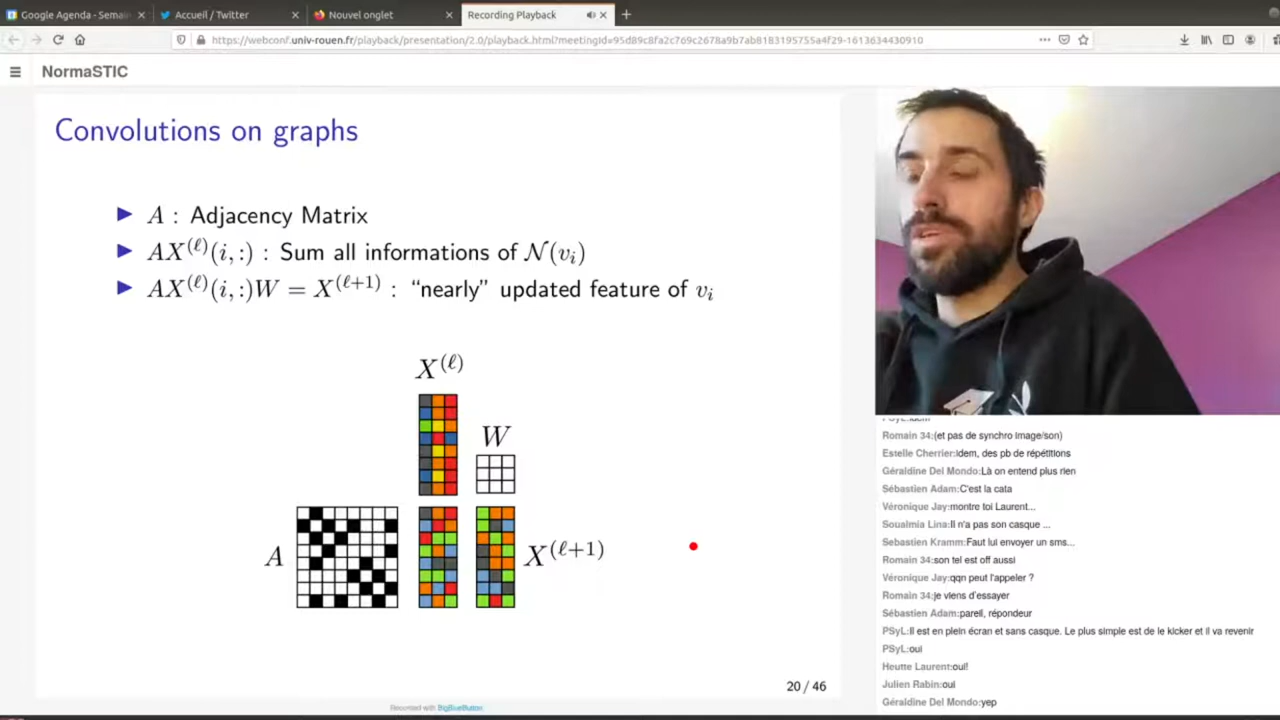 Google Agenda - Semai
Accueil / Twitter
Nouvel onglet
Recording Playback
https://webconf.univ-rouen.fr/playback/presentation/2.0/playback.html?meetingId=95d89c8fa2c769c2678a9b7ab8183195755a4f29-1613634430910
NormaSTIC
Convolutions on graphs
A : Adjacency Matrix
AX^(ℓ)(i,:) : Sum all informations of N(v_i)
AX^(ℓ)(i,:)W = X^(ℓ+1) : “nearly” updated feature of v_i
X^(ℓ)
W
A
X^(ℓ+1)
20 / 46
Recorded with BigBlueButton.
PSyL:idem
Romain 34:(et pas de synchro image/son)
Estelle Cherrier:idem, des pb de répétitions
Géraldine Del Mondo:Là on entend plus rien
Sébastien Adam:C'est la cata
Véronique Jay:montre toi Laurent...
Soualmia Lina:Il n'a pas son casque ...
Sebastien Kramm:Faut lui envoyer un sms...
Romain 34:son tel est off aussi
Véronique Jay:qqn peut l'appeler ?
Romain 34:je viens d'essayer
Sébastien Adam:pareil, répondeur
PSyL:Il est en plein écran et sans casque. Le plus simple est de le kicker et il va revenir
PSyL:oui
Heutte Laurent:oui!
Julien Rabin:oui
Géraldine Del Mondo:yep